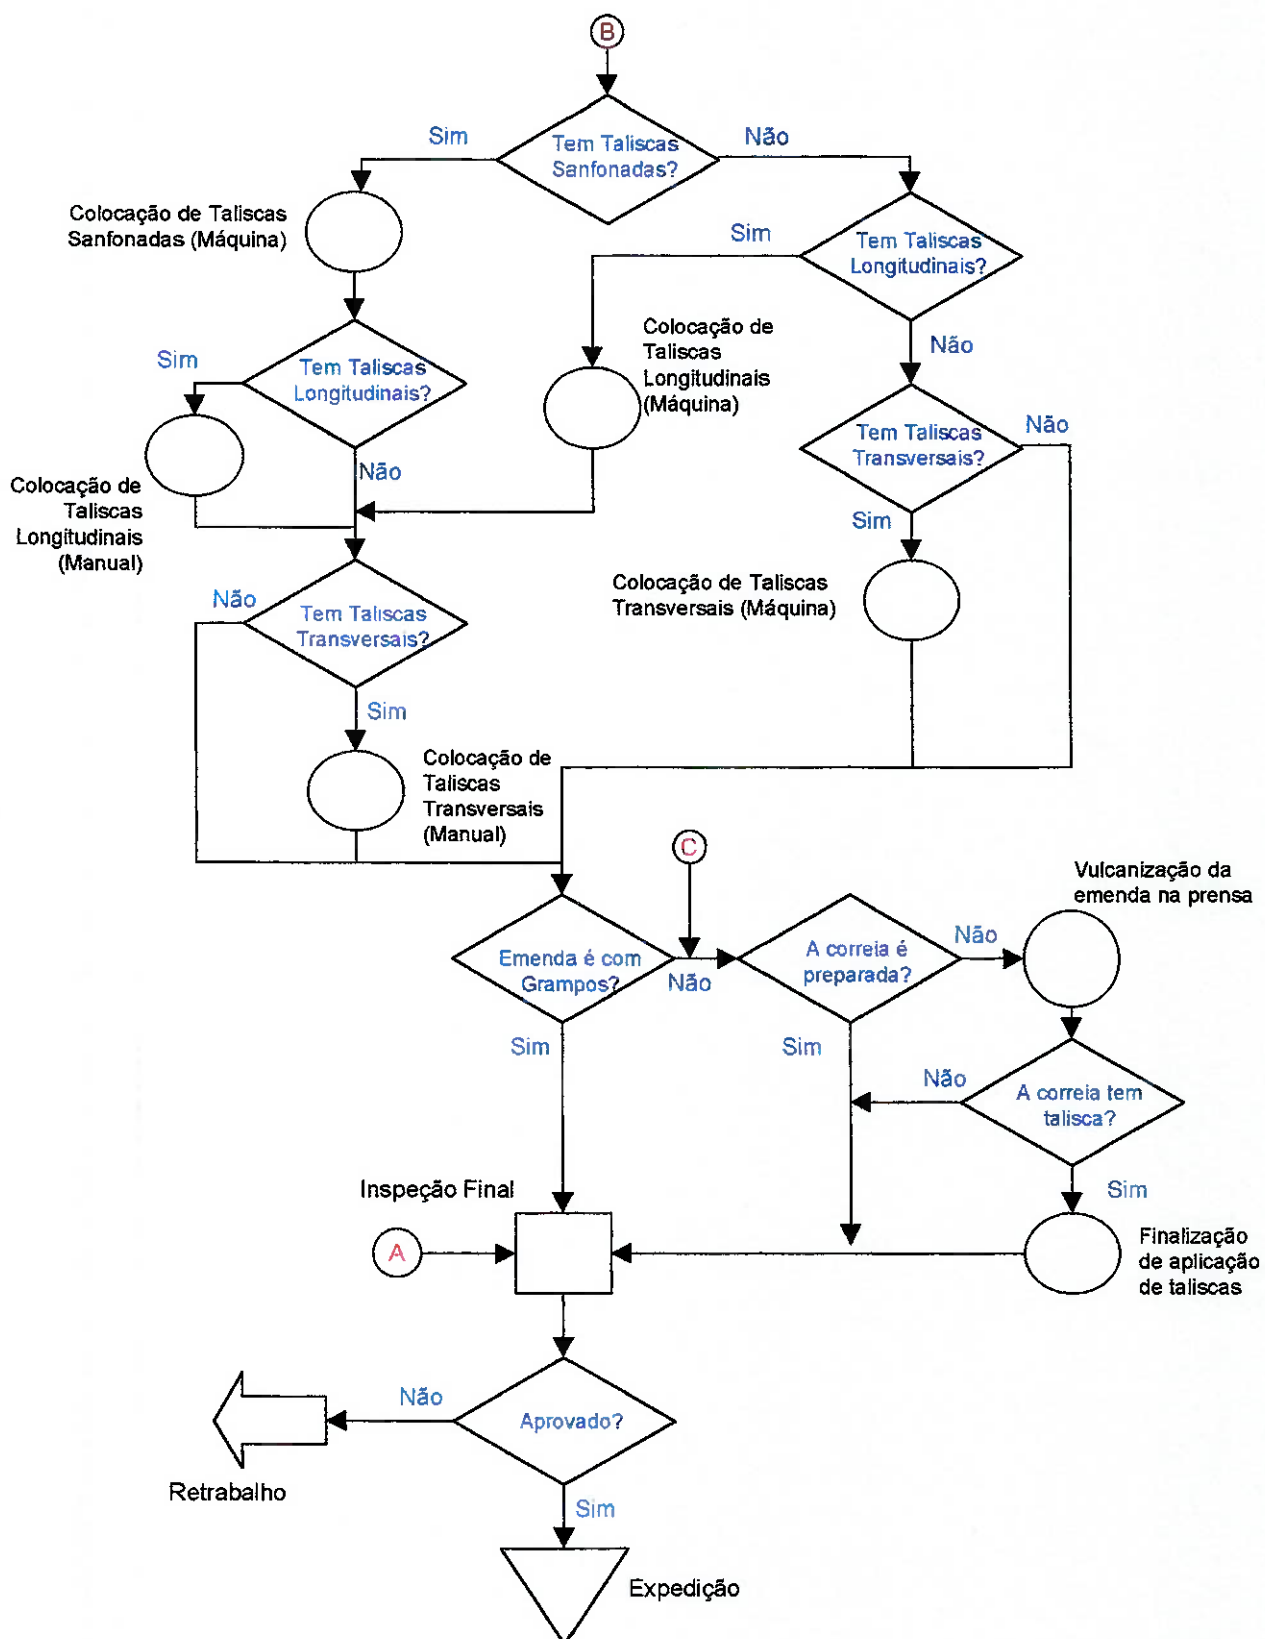 B
Sim
Não
Tem Taliscas
Sanfonadas?
Colocação de Taliscas
Sanfonadas (Máquina)
Sim
Tem Taliscas
Longitudinais?
Colocação de
Taliscas
Longitudinais
(Máquina)
Não
Sim
Tem Taliscas
Longitudinais?
Não
Tem Taliscas
Transversais?
Não
Colocação de
Taliscas
Longitudinais
(Manual)
Sim
Colocação de Taliscas
Transversais (Máquina)
Não
Tem Taliscas
Transversais?
Sim
Colocação de
Taliscas
Transversais
(Manual)
C
Vulcanização da
emenda na prensa
Emenda é com
Grampos?
Não
A correia é
preparada?
Não
Sim
Sim
Não
A correia tem
talisca?
Sim
Inspeção Final
A
Finalização
de aplicação
de taliscas
Não
Aprovado?
Retrabalho
Sim
Expedição